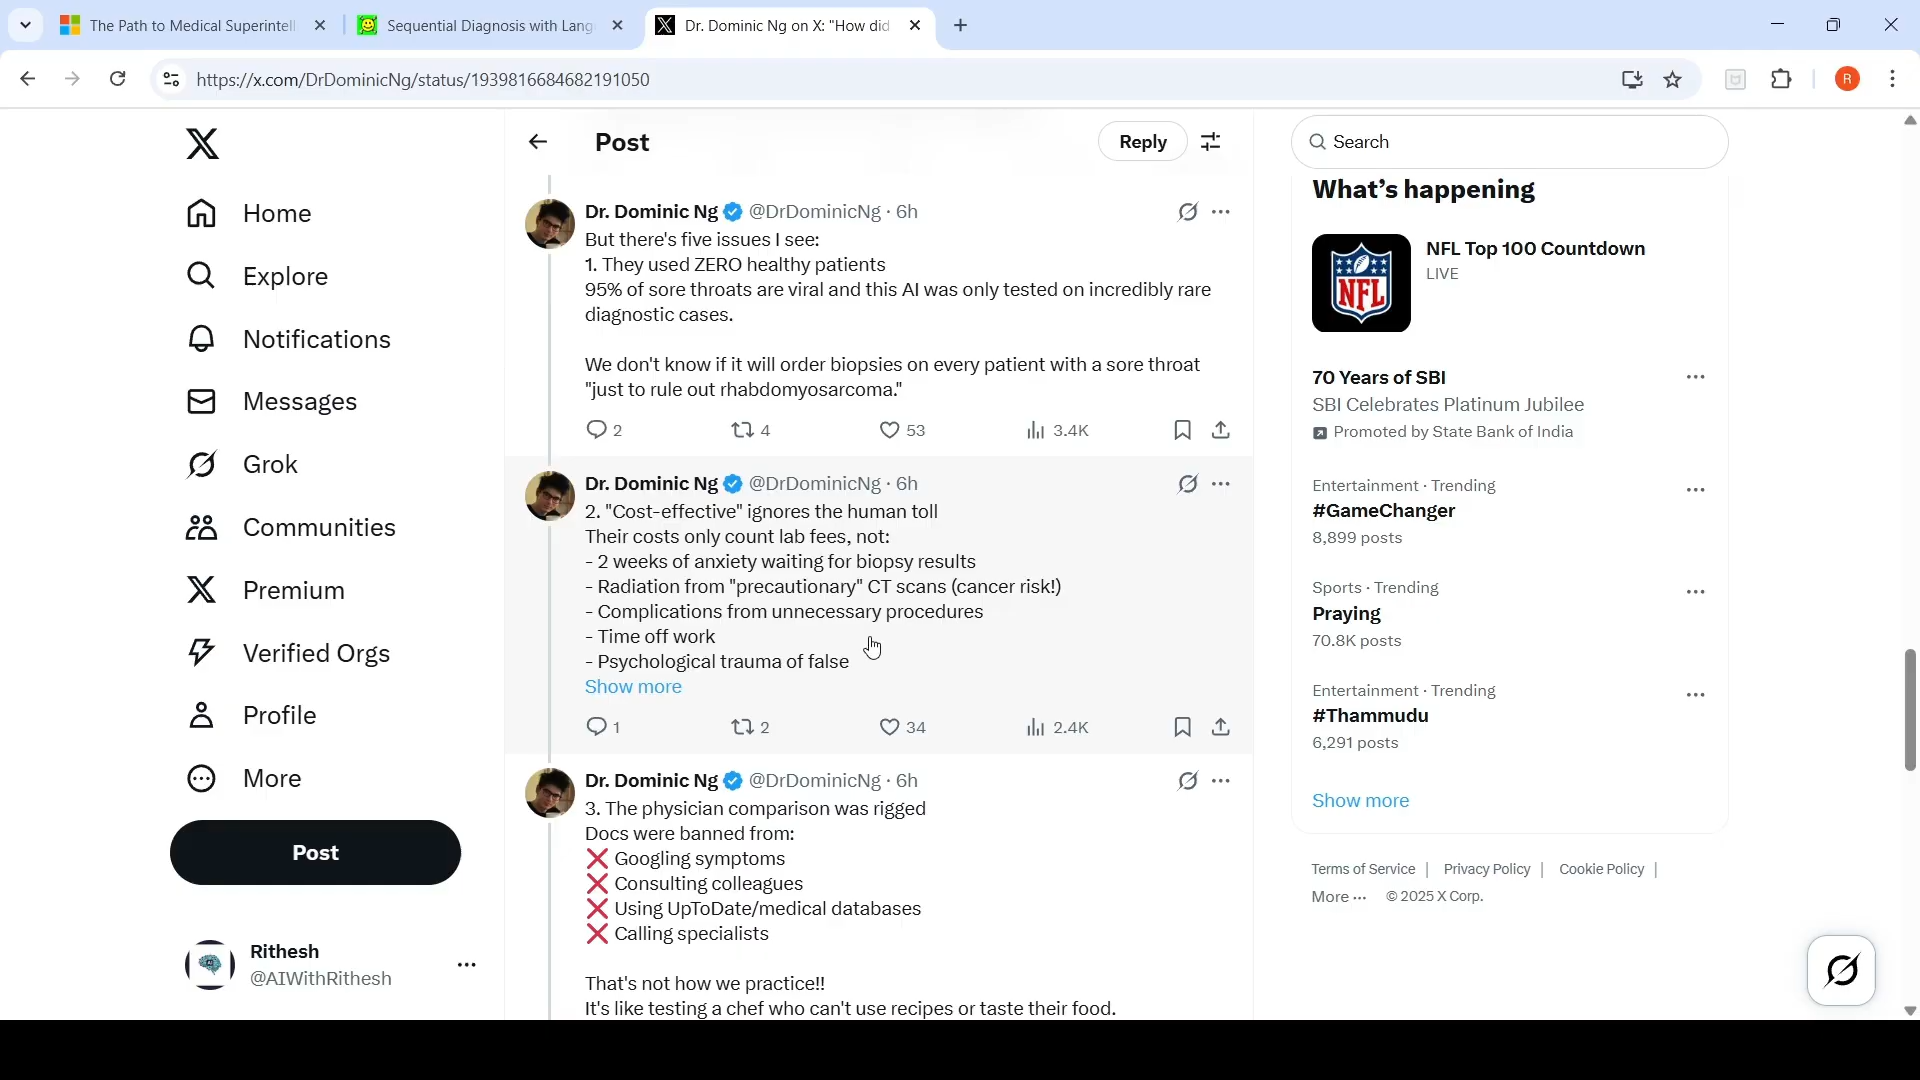 The Path to Medical Superintell
Sequential Diagnosis with Lang
Dr. Dominic Ng on X: "How did
https://x.com/DrDominicNg/status/1939816684682191050
R
Home
Explore
Notifications
Messages
Grok
Communities
Premium
Verified Orgs
Profile
More
Post
Rithesh
@AIWithRithesh
Post
Reply
Dr. Dominic Ng @DrDominicNg · 6h
But there's five issues I see:
1. They used ZERO healthy patients
95% of sore throats are viral and this AI was only tested on incredibly rare
diagnostic cases.
We don't know if it will order biopsies on every patient with a sore throat
"just to rule out rhabdomyosarcoma."
2 4 53 3.4K
Dr. Dominic Ng @DrDominicNg · 6h
2. "Cost-effective" ignores the human toll
Their costs only count lab fees, not:
- 2 weeks of anxiety waiting for biopsy results
- Radiation from "precautionary" CT scans (cancer risk!)
- Complications from unnecessary procedures
- Time off work
- Psychological trauma of false
Show more
1 2 34 2.4K
Dr. Dominic Ng @DrDominicNg · 6h
3. The physician comparison was rigged
Docs were banned from:
❌ Googling symptoms
❌ Consulting colleagues
❌ Using UpToDate/medical databases
❌ Calling specialists
That's not how we practice!!
It's like testing a chef who can't use recipes or taste their food.
Search
What's happening
NFL
NFL Top 100 Countdown
LIVE
70 Years of SBI
SBI Celebrates Platinum Jubilee
Promoted by State Bank of India
Entertainment · Trending
#GameChanger
8,899 posts
Sports · Trending
Praying
70.8K posts
Entertainment · Trending
#Thammudu
6,291 posts
Show more
Terms of Service | Privacy Policy | Cookie Policy |
More ··· © 2025 X Corp.